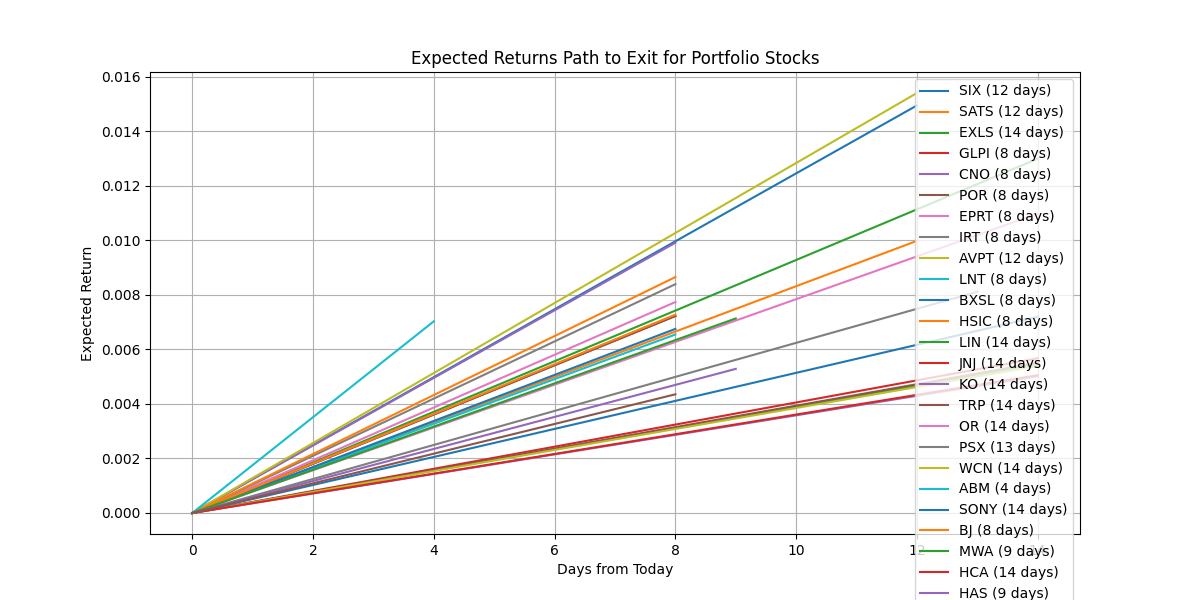 Expected Returns Path to Exit for Portfolio Stocks
Expected Return
0.016
0.014
0.012
0.010
0.008
0.006
0.004
0.002
0.000
0
2
4
6
8
10
12
14
Days from Today
SIX (12 days)
SATS (12 days)
EXLS (14 days)
GLPI (8 days)
CNO (8 days)
POR (8 days)
EPRT (8 days)
IRT (8 days)
AVPT (12 days)
LNT (8 days)
BXSL (8 days)
HSIC (8 days)
LIN (14 days)
JNJ (14 days)
KO (14 days)
TRP (14 days)
OR (14 days)
PSX (13 days)
WCN (14 days)
ABM (4 days)
SONY (14 days)
BJ (8 days)
MWA (9 days)
HCA (14 days)
HAS (9 days)